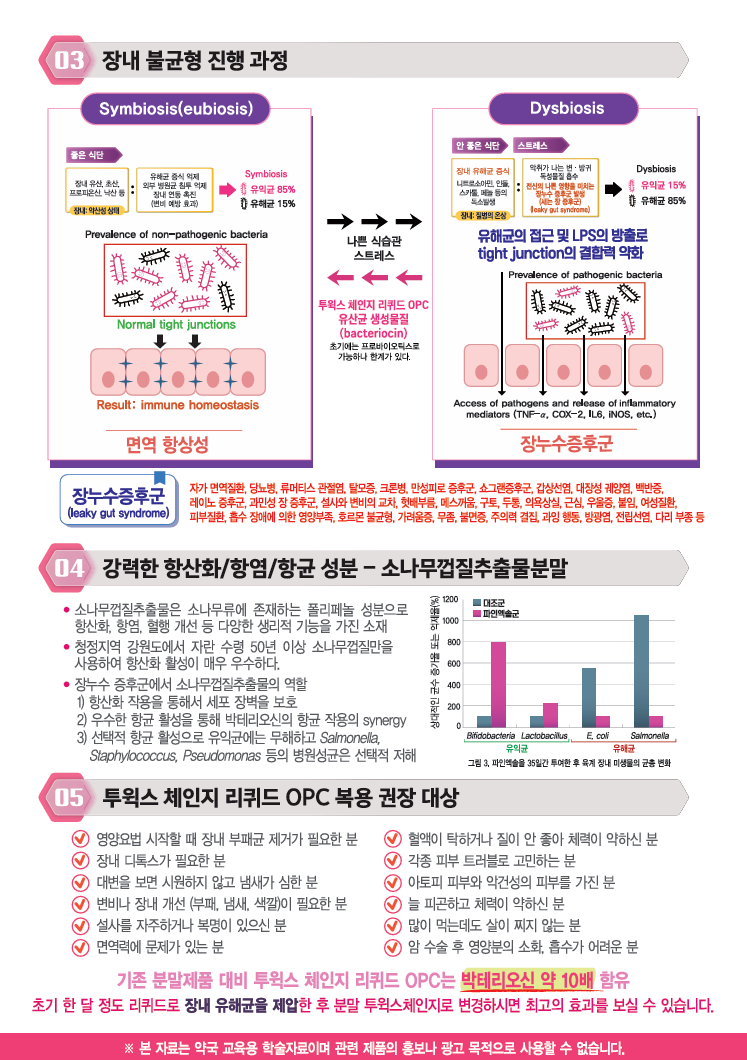 03 장내 불균형 진행 과정
Symbiosis(eubiosis)
좋은 식단
장내 유산, 초산,
프로피온산, 낙산 등
장내: 약산성 상태
:
유해균 증식 억제
외부 병원균 침투 억제
장내 연동 촉진
(변비 예방 효과)
Symbiosis
유익균 85%
유해균 15%
Prevalence of non-pathogenic bacteria
Normal tight junctions
Result: immune homeostasis
면역 항상성
나쁜 식습관
스트레스
투윅스 체인지 리퀴드 OPC
유산균 생성물질
(bacteriocin)
초기에는 프로바이오틱스로
가능하나 한계가 있다.
Dysbiosis
안 좋은 식단
스트레스
장내 유해균 증식
니트로소아민, 인돌,
스카톨, 페놀 등의
독소발생
장내: 질병의 온상
:
악취가 나는 변·방귀
독성물질 흡수
전신의 나쁜 영향을 미치는
장누수 증후군 발생
(새는 장 증후군)
(leaky gut syndrome)
Dysbiosis
유익균 15%
유해균 85%
유해균의 접근 및 LPS의 방출로
tight junction의 결합력 약화
Prevalence of pathogenic bacteria
Access of pathogens and release of inflammatory
mediators (TNF-α, COX-2, IL6, iNOS, etc.)
장누수증후군
장누수증후군
(leaky gut syndrome)
자가 면역질환, 당뇨병, 류머티스 관절염, 탈모증, 크론병, 만성피로 증후군, 쇼그랜증후군, 갑상선염, 대장성 궤양염, 백반증,
레이노 증후군, 과민성 장 증후군, 설사와 변비의 교차, 헛배부름, 메스꺼움, 구토, 두통, 의욕상실, 근심, 우울증, 불임, 여성질환,
피부질환, 흡수 장애에 의한 영양부족, 호르몬 불균형, 가려움증, 무좀, 불면증, 주의력 결집, 과잉 행동, 방광염, 전립선염, 다리 부종 등
04 강력한 항산화/항염/항균 성분 - 소나무껍질추출물분말
• 소나무껍질추출물은 소나무류에 존재하는 폴리페놀 성분으로
항산화, 항염, 혈행 개선 등 다양한 생리적 기능을 가진 소재
• 청정지역 강원도에서 자란 수령 50년 이상 소나무껍질만을
사용하여 항산화 활성이 매우 우수하다.
• 장누수 증후군에서 소나무껍질추출물의 역할
1) 항산화 작용을 통해서 세포 장벽을 보호
2) 우수한 항균 활성을 통해 박테리오신의 항균 작용의 synergy
3) 선택적 항균 활성으로 유익균에는 무해하고 Salmonella,
Staphylococcus, Pseudomonas 등의 병원성균은 선택적 저해
상대적인 균수 증가율 또는 억제율(%)
1200
1000
800
600
400
200
0
대조군
파인엑솔군
Bifidobacteria Lactobacillus E. coli Salmonella
유익균 유해균
그림 3. 파인엑솔을 35일간 투여한 후 육계 장내 미생물의 균총 변화
05 투윅스 체인지 리퀴드 OPC 복용 권장 대상
영양요법 시작할 때 장내 부패균 제거가 필요한 분
장내 디톡스가 필요한 분
대변을 보면 시원하지 않고 냄새가 심한 분
변비나 장내 개선 (부패, 냄새, 색깔)이 필요한 분
설사를 자주하거나 복명이 있으신 분
면역력에 문제가 있는 분
혈액이 탁하거나 질이 안 좋아 체력이 약하신 분
각종 피부 트러블로 고민하는 분
아토피 피부와 악건성의 피부를 가진 분
늘 피곤하고 체력이 약하신 분
많이 먹는데도 살이 찌지 않는 분
암 수술 후 영양분의 소화, 흡수가 어려운 분
기존 분말제품 대비 투윅스 체인지 리퀴드 OPC는 박테리오신 약 10배 함유
초기 한 달 정도 리퀴드로 장내 유해균을 제압한 후 분말 투윅스체인지로 변경하시면 최고의 효과를 보실 수 있습니다.
※ 본 자료는 약국 교육용 학술자료이며 관련 제품의 홍보나 광고 목적으로 사용할 수 없습니다.